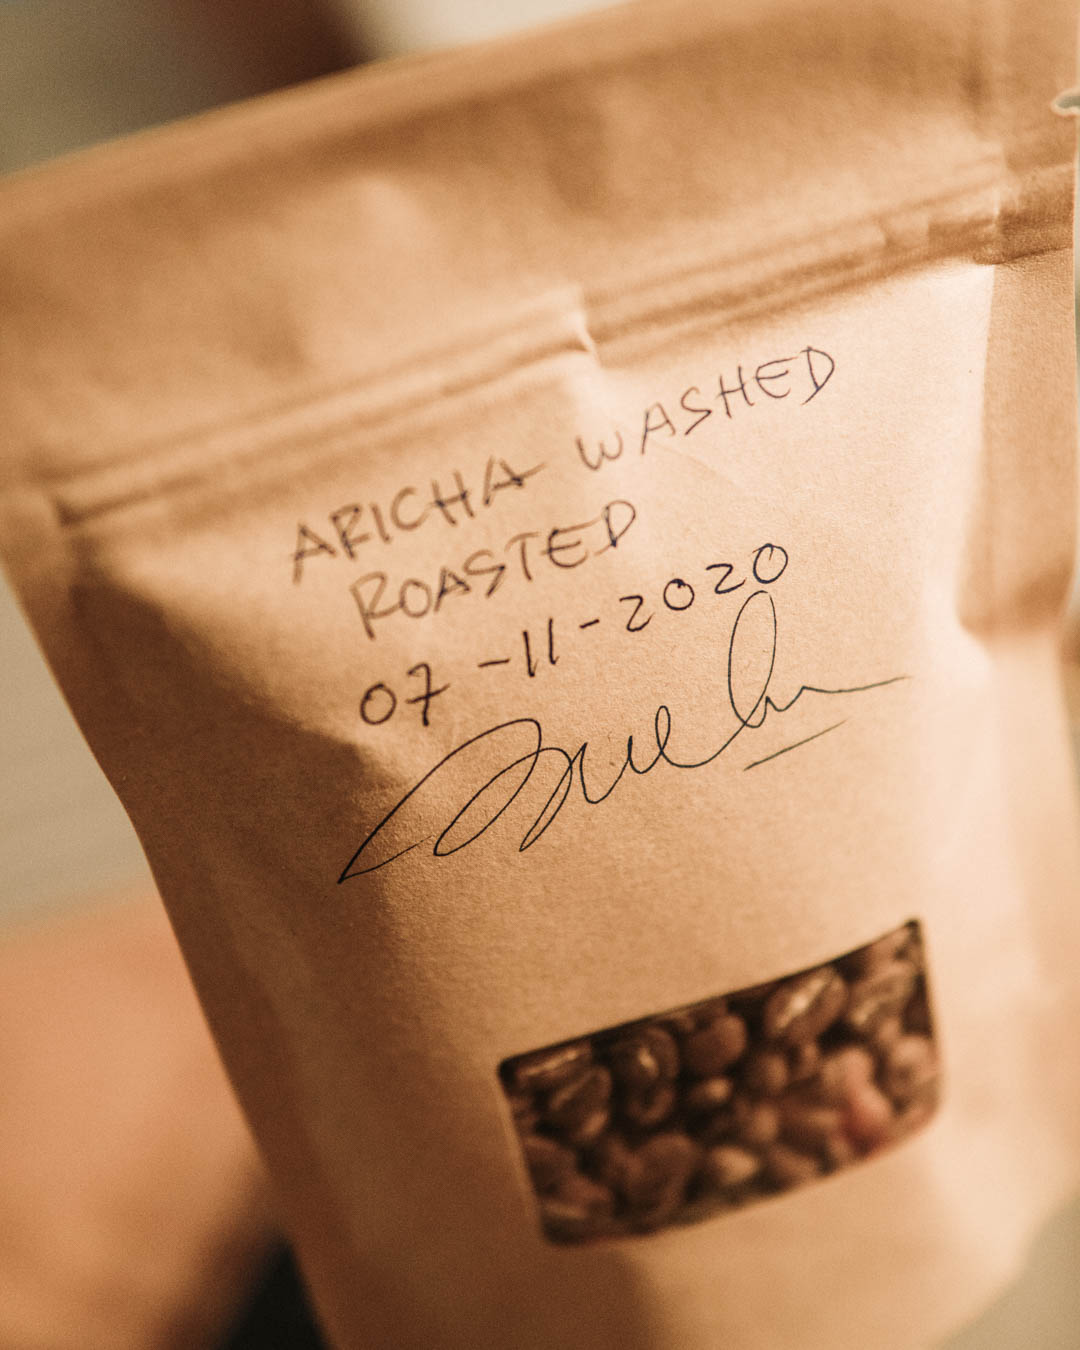 ARICHA WASHED
ROASTED
07-11-2020